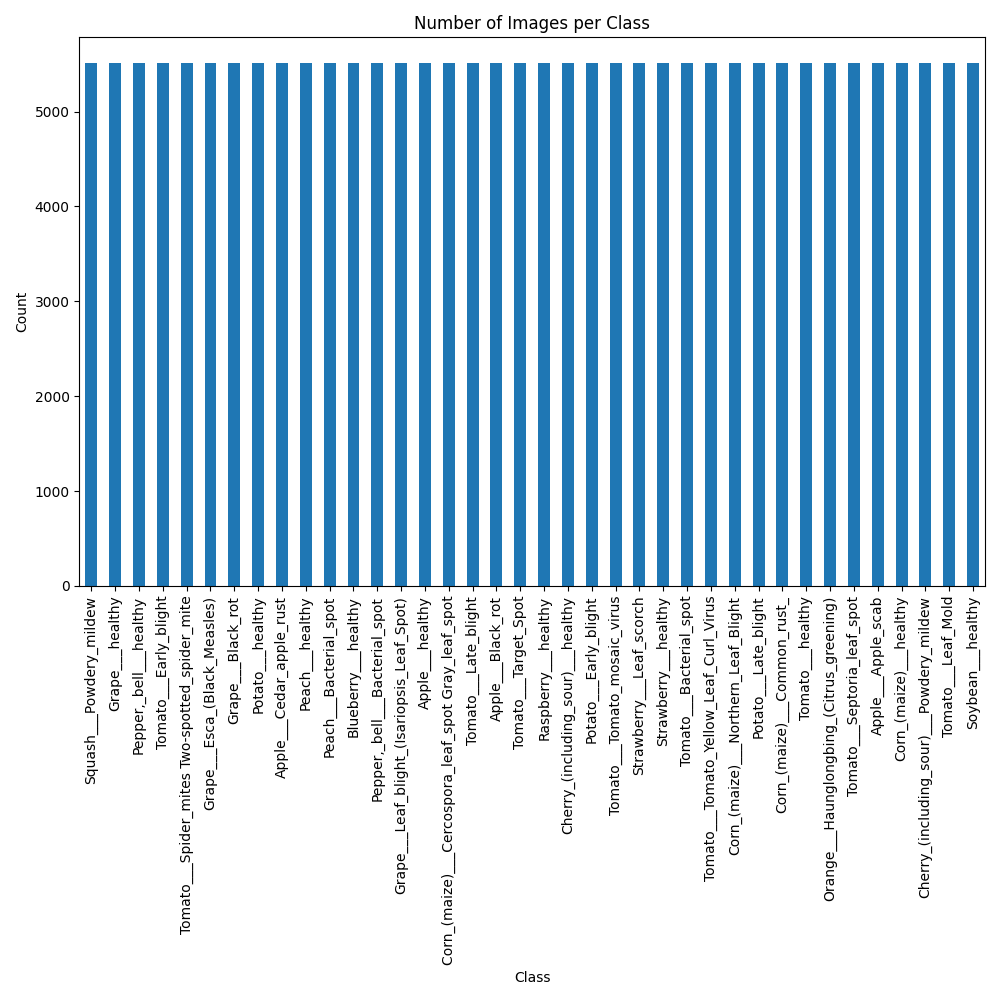 Number of Images per Class
Count
5000
4000
3000
2000
1000
0
Squash___Powdery_mildew
Grape___healthy
Pepper,_bell___healthy
Tomato___Early_blight
Tomato___Spider_mites Two-spotted_spider_mite
Grape___Esca_(Black_Measles)
Grape___Black_rot
Potato___healthy
Apple___Cedar_apple_rust
Peach___healthy
Peach___Bacterial_spot
Blueberry___healthy
Pepper,_bell___Bacterial_spot
Grape___Leaf_blight_(Isariopsis_Leaf_Spot)
Apple___healthy
Corn_(maize)___Cercospora_leaf_spot Gray_leaf_spot
Tomato___Late_blight
Apple___Black_rot
Tomato___Target_Spot
Raspberry___healthy
Cherry_(including_sour)___healthy
Potato___Early_blight
Tomato___Tomato_mosaic_virus
Strawberry___Leaf_scorch
Strawberry___healthy
Tomato___Bacterial_spot
Tomato___Tomato_Yellow_Leaf_Curl_Virus
Corn_(maize)___Northern_Leaf_Blight
Potato___Late_blight
Corn_(maize)___Common_rust_
Tomato___healthy
Orange___Haunglongbing_(Citrus_greening)
Tomato___Septoria_leaf_spot
Apple___Apple_scab
Corn_(maize)___healthy
Cherry_(including_sour)___Powdery_mildew
Tomato___Leaf_Mold
Soybean___healthy
Class